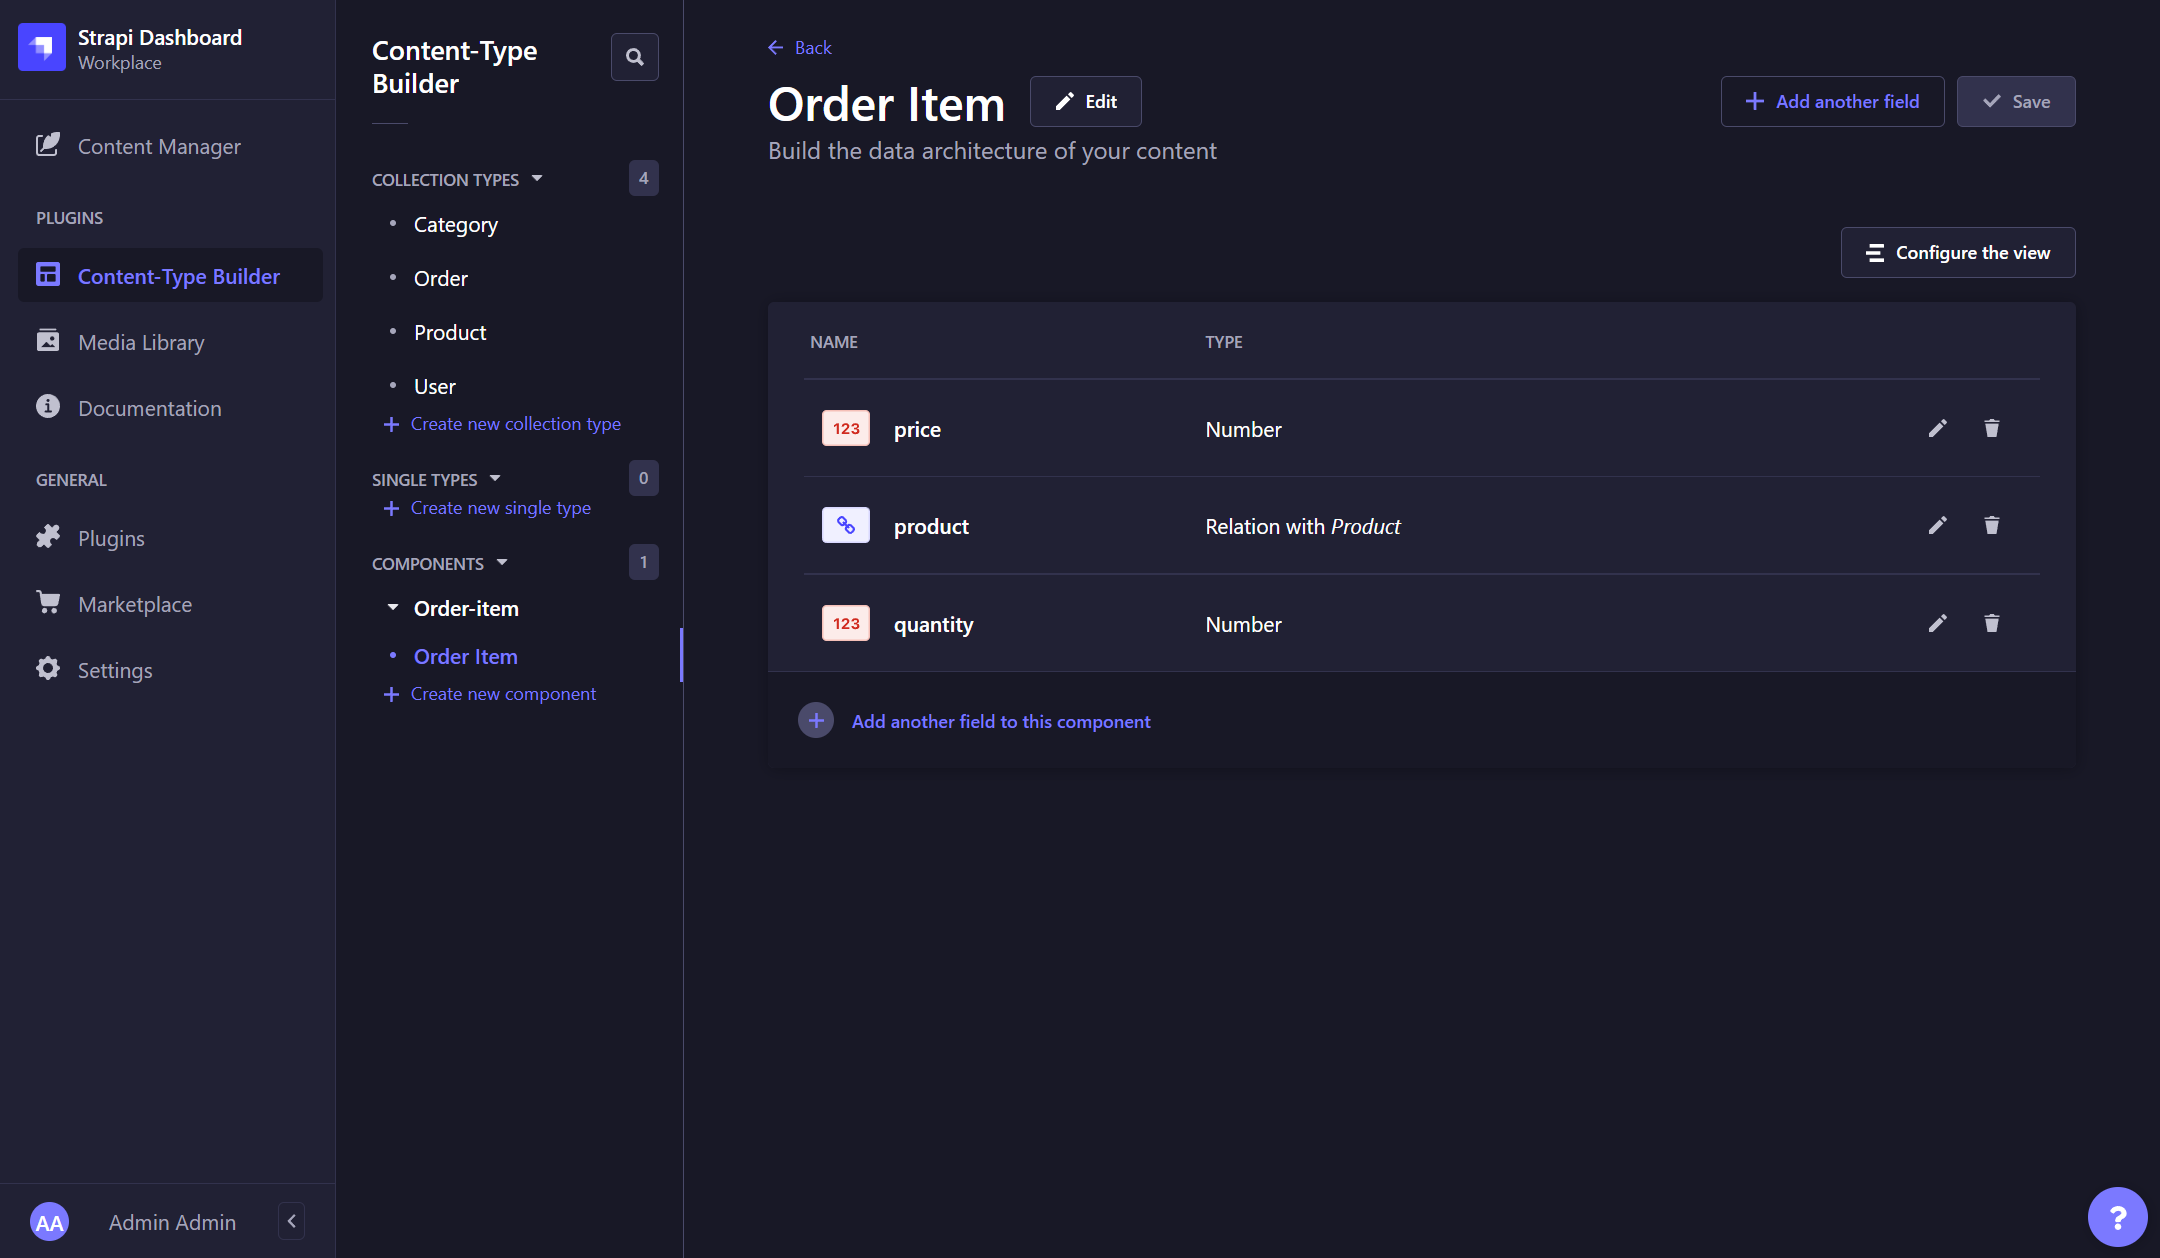 Strapi Dashboard
Workplace
Content Manager
PLUGINS
Content-Type Builder
Media Library
Documentation
GENERAL
Plugins
Marketplace
Settings
AA
Admin Admin
Content-Type
Builder
COLLECTION TYPES
4
Category
Order
Product
User
Create new collection type
SINGLE TYPES
0
Create new single type
COMPONENTS
1
Order-item
Order Item
Create new component
Back
Order Item
Edit
Add another field
Save
Build the data architecture of your content
Configure the view
NAME
TYPE
123
price
Number
product
Relation with Product
123
quantity
Number
Add another field to this component
?